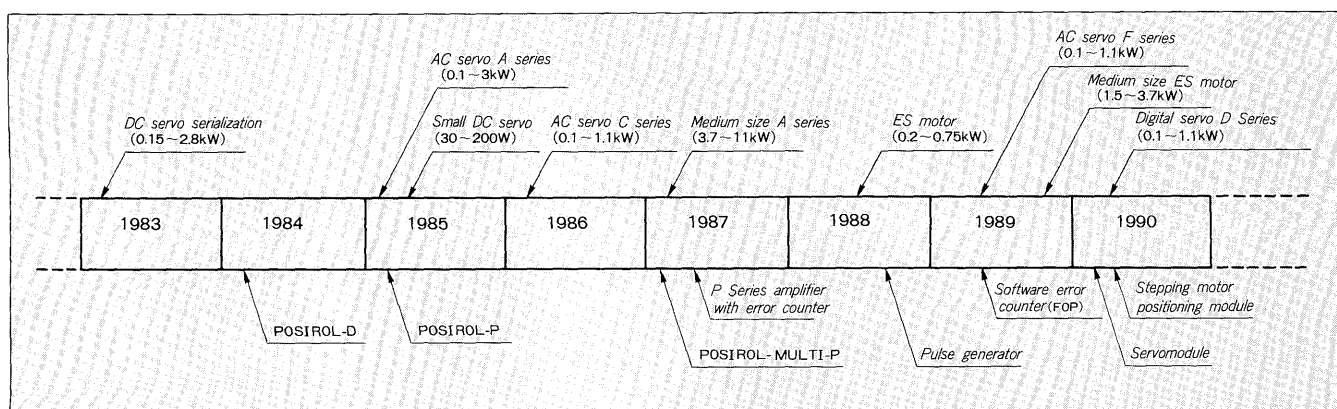 AC servo A series
(0.1~3kW)
AC servo F series
(0.1~1.1kW)
Medium size ES motor
(1.5~3.7kW)
DC servo serialization
(0.15~2.8kW)
Small DC servo
(30~200W)
AC servo C series
(0.1~1.1kW)
Medium size A series
(3.7~11kW)
ES motor
(0.2~0.75kW)
Digital servo D Series
(0.1~1.1kW)
1983
1984
1985
1986
1987
1988
1989
1990
POSIROL-D
POSIROL-P
P Series amplifier
with error counter
POSIROL-MULTI-P
Pulse generator
Software error
counter(FOP)
Stepping motor
positioning module
Servomodule